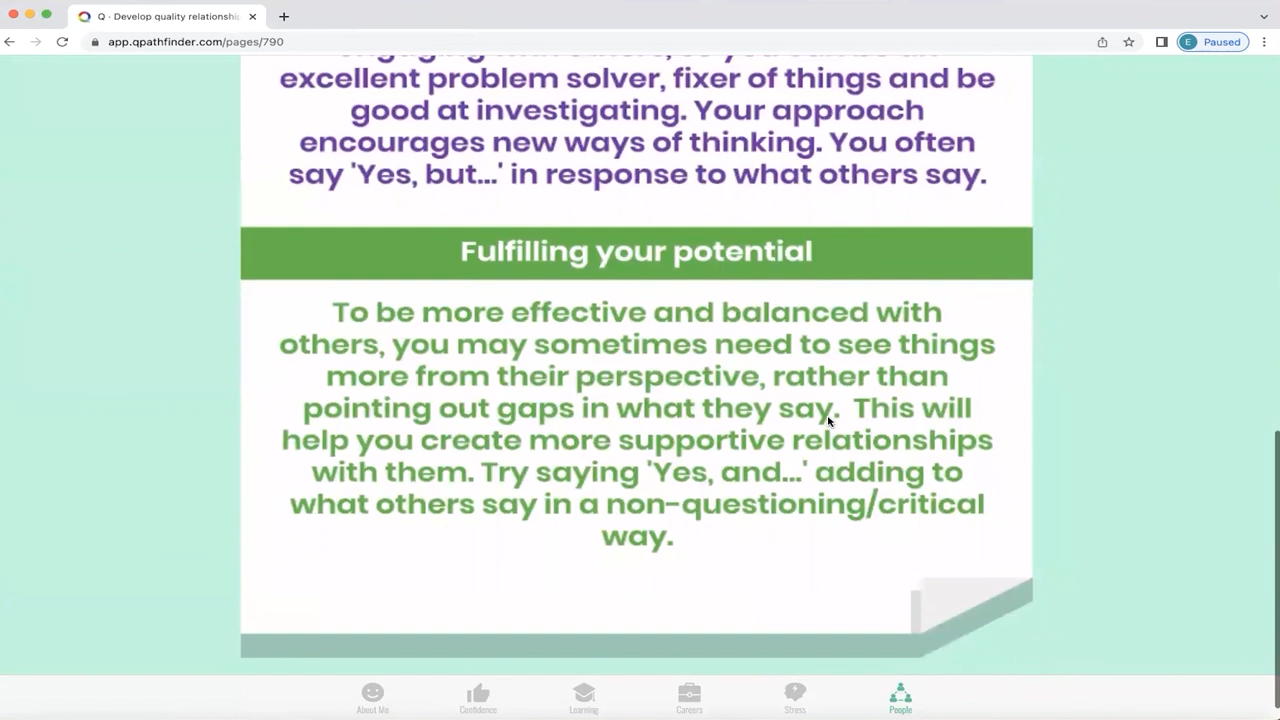 Q - Develop quality relationshi
app.qpathfinder.com/pages/790
E
Paused
excellent problem solver, fixer of things and be
good at investigating. Your approach
encourages new ways of thinking. You often
say 'Yes, but...' in response to what others say.
Fulfilling your potential
To be more effective and balanced with
others, you may sometimes need to see things
more from their perspective, rather than
pointing out gaps in what they say.  This will
help you create more supportive relationships
with them. Try saying 'Yes, and...' adding to
what others say in a non-questioning/critical
way.
About Me
Confidence
Learning
Careers
Stress
People